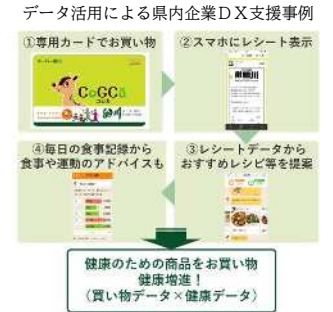 データ活用による県内企業DX支援事例
①専用カードでお買い物
②スマホにレシート表示
CoGCa
④毎日の食事記録から
食事や運動のアドバイスも
③レシートデータから
おすすめレシピ等を提案
健康のための商品をお買い物
健康増進!
(買い物データ×健康データ)